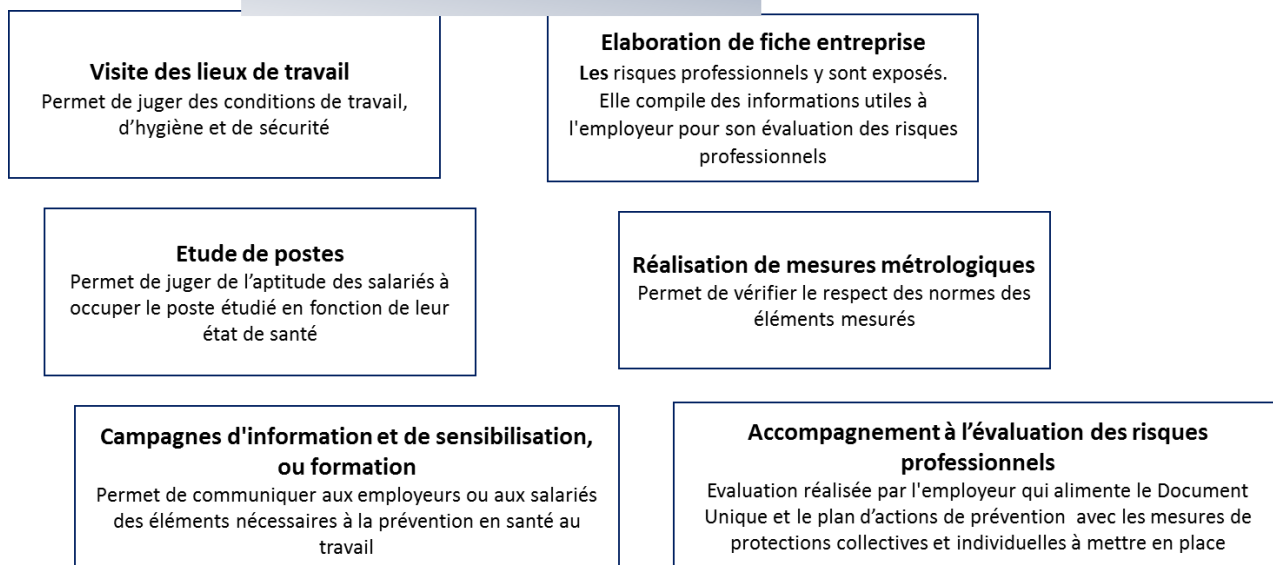 Visite des lieux de travail
Permet de juger des conditions de travail,
d’hygiène et de sécurité
Elaboration de fiche entreprise
Les risques professionnels y sont exposés.
Elle compile des informations utiles à
l'employeur pour son évaluation des risques
professionnels
Etude de postes
Permet de juger de l’aptitude des salariés à
occuper le poste étudié en fonction de leur
état de santé
Réalisation de mesures métrologiques
Permet de vérifier le respect des normes des
éléments mesurés
Campagnes d'information et de sensibilisation,
ou formation
Permet de communiquer aux employeurs ou aux salariés
des éléments nécessaires à la prévention en santé au
travail
Accompagnement à l’évaluation des risques
professionnels
Evaluation réalisée par l'employeur qui alimente le Document
Unique et le plan d’actions de prévention avec les mesures de
protections collectives et individuelles à mettre en place